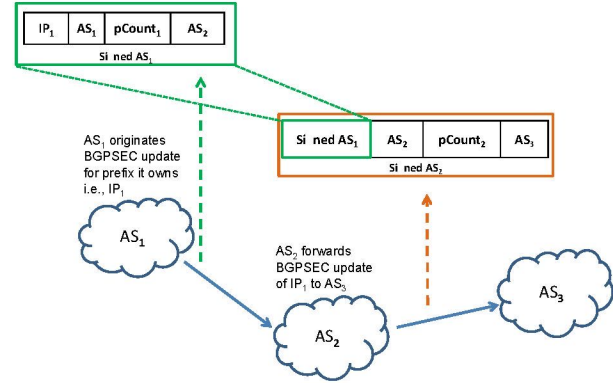 IP₁ AS₁ pCount₁ AS₂
Si ned AS₁
Si ned AS₁ AS₂ pCount₂ AS₃
Si ned AS₂
AS₁ originates
BGPSEC update
for prefix it owns
i.e., IP₁
AS₁
AS₂ forwards
BGPSEC update
of IP₁ to AS₃
AS₂
AS₃